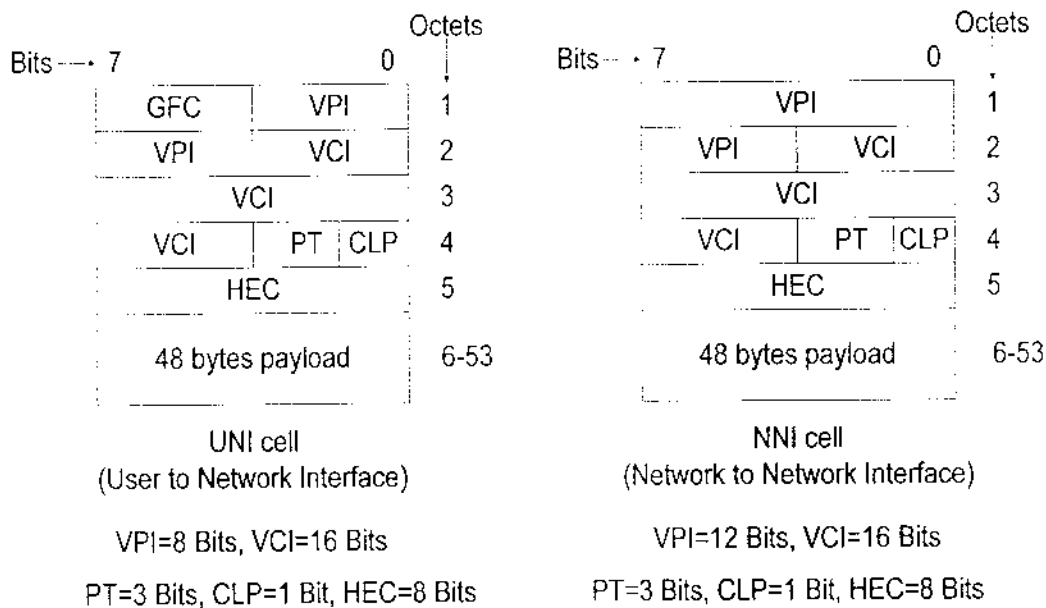 Octets
Bits 7 0
GFC VPI 1
VPI VCI 2
VCI 3
VCI PT CLP 4
HEC 5
48 bytes payload 6-53
UNI cell
(User to Network Interface)
VPI=8 Bits, VCI=16 Bits
PT=3 Bits, CLP=1 Bit, HEC=8 Bits
Octets
Bits 7 0
VPI 1
VPI VCI 2
VCI 3
VCI PT CLP 4
HEC 5
48 bytes payload 6-53
NNI cell
(Network to Network Interface)
VPI=12 Bits, VCI=16 Bits
PT=3 Bits, CLP=1 Bit, HEC=8 Bits